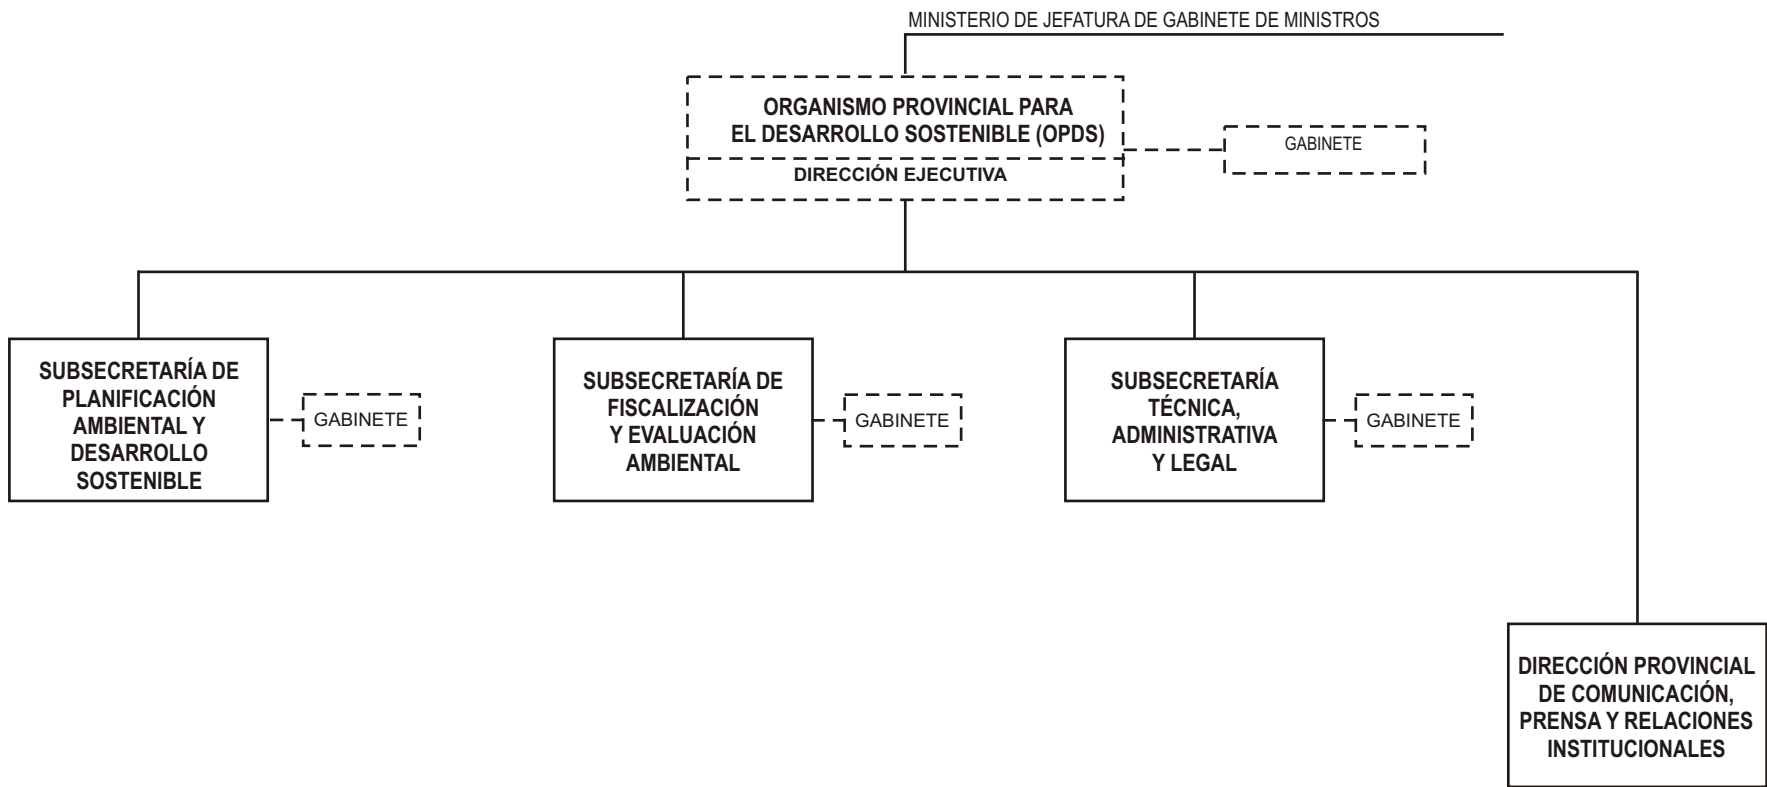 MINISTERIO DE JEFATURA DE GABINETE DE MINISTROS
ORGANISMO PROVINCIAL PARA
EL DESARROLLO SOSTENIBLE (OPDS)
DIRECCIÓN EJECUTIVA
GABINETE
SUBSECRETARÍA DE
PLANIFICACIÓN
AMBIENTAL Y
DESARROLLO
SOSTENIBLE
GABINETE
SUBSECRETARÍA DE
FISCALIZACIÓN
Y EVALUACIÓN
AMBIENTAL
GABINETE
SUBSECRETARÍA
TÉCNICA,
ADMINISTRATIVA
Y LEGAL
GABINETE
DIRECCIÓN PROVINCIAL
DE COMUNICACIÓN,
PRENSA Y RELACIONES
INSTITUCIONALES